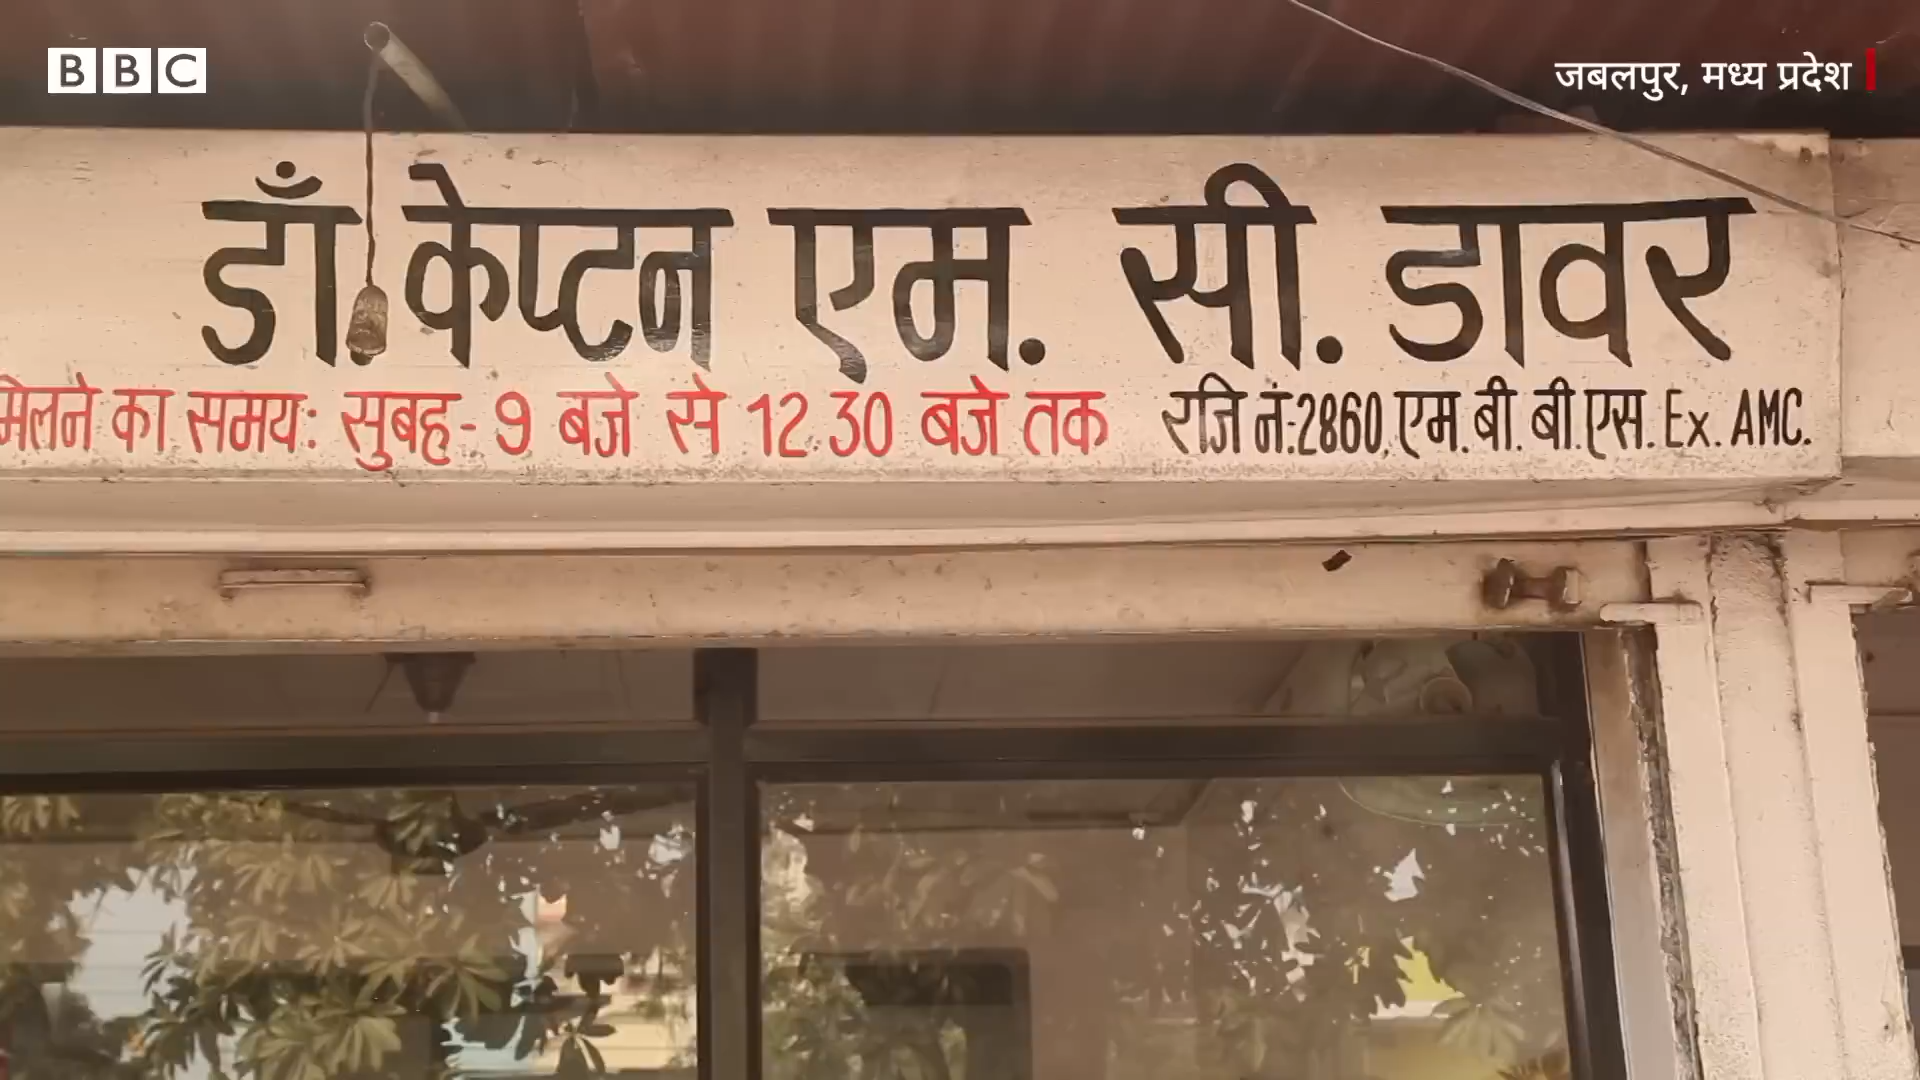 BBC
जबलपुर, मध्य प्रदेश
डॉँ. केप्टन एम. सी. डावर
मिलने का समय: सुबह- 9 बजे से 12.30 बजे तक रजि नं:-2860, एम. बी. बी. एस. Ex. AMC.